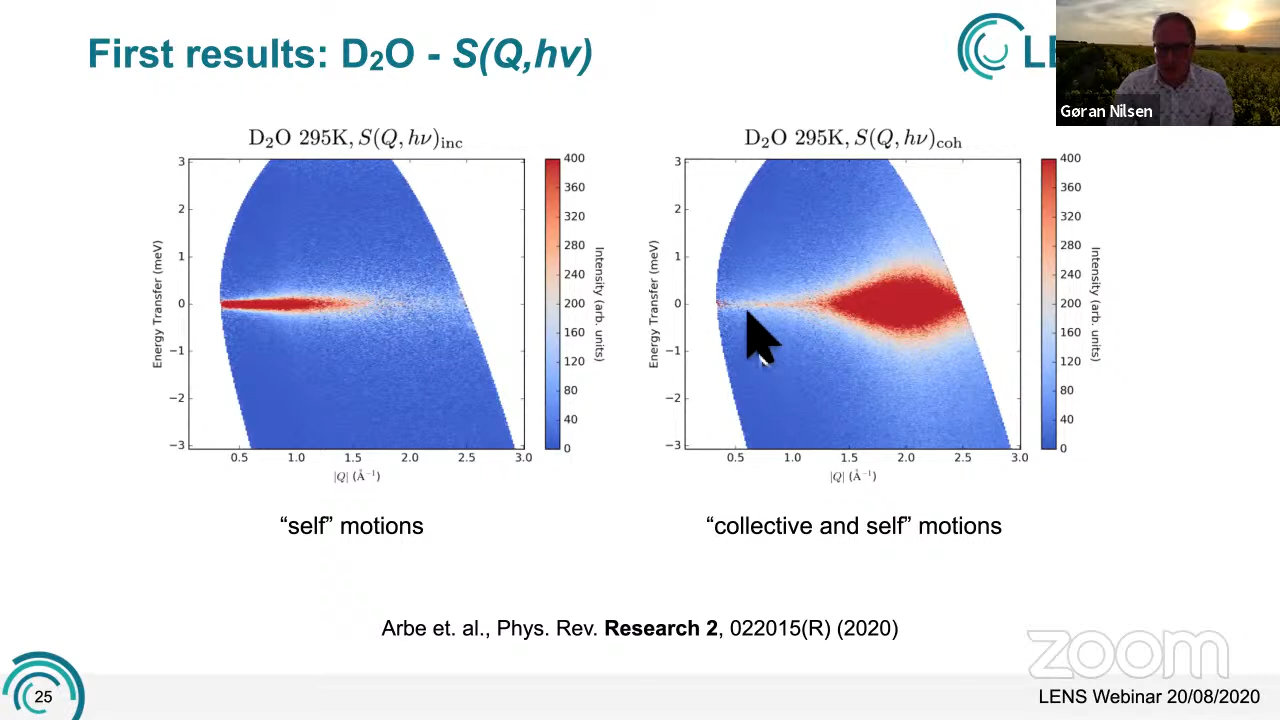 First results: D₂O - S(Q,hν)
LE
Gøran Nilsen
D₂O 295K, S(Q, hν)inc
3
2
1
0
−1
−2
−3
Energy Transfer (meV)
0.5 1.0 1.5 2.0 2.5 3.0
|Q| (Å⁻¹)
400
360
320
280
240
200
160
120
80
40
0
Intensity (arb. units)
D₂O 295K, S(Q, hν)coh
3
2
1
0
−1
−2
−3
Energy Transfer (meV)
0.5 1.0 1.5 2.0 2.5 3.0
|Q| (Å⁻¹)
400
360
320
280
240
200
160
120
80
40
0
Intensity (arb. units)
“self” motions
“collective and self” motions
Arbe et. al., Phys. Rev. Research 2, 022015(R) (2020)
zoom
25
LENS Webinar 20/08/2020